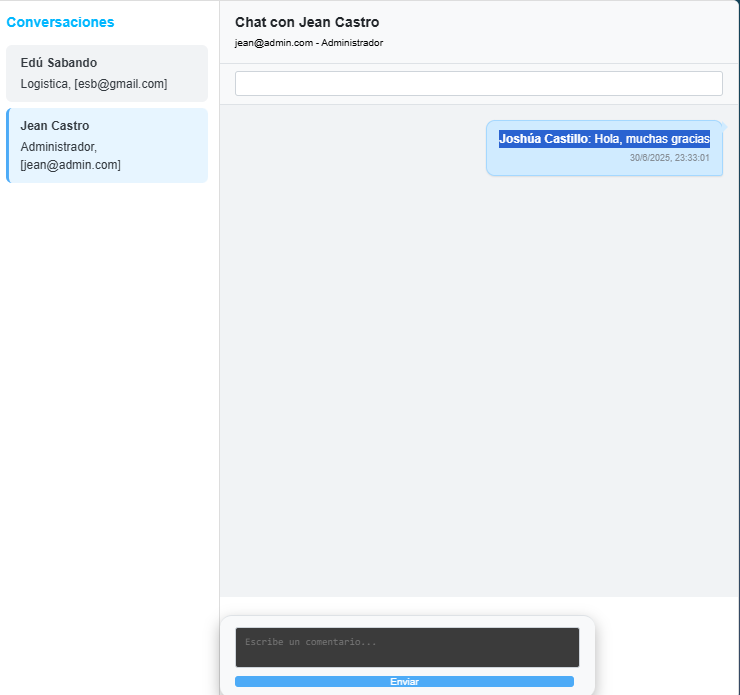 Conversaciones
Edú Sabando
Logistica, [esb@gmail.com]
Jean Castro
Administrador,
[jean@admin.com]
Chat con Jean Castro
jean@admin.com - Administrador
Joshúa Castillo: Hola, muchas gracias
30/6/2025, 23:33:01
Escribe un comentario...
Enviar